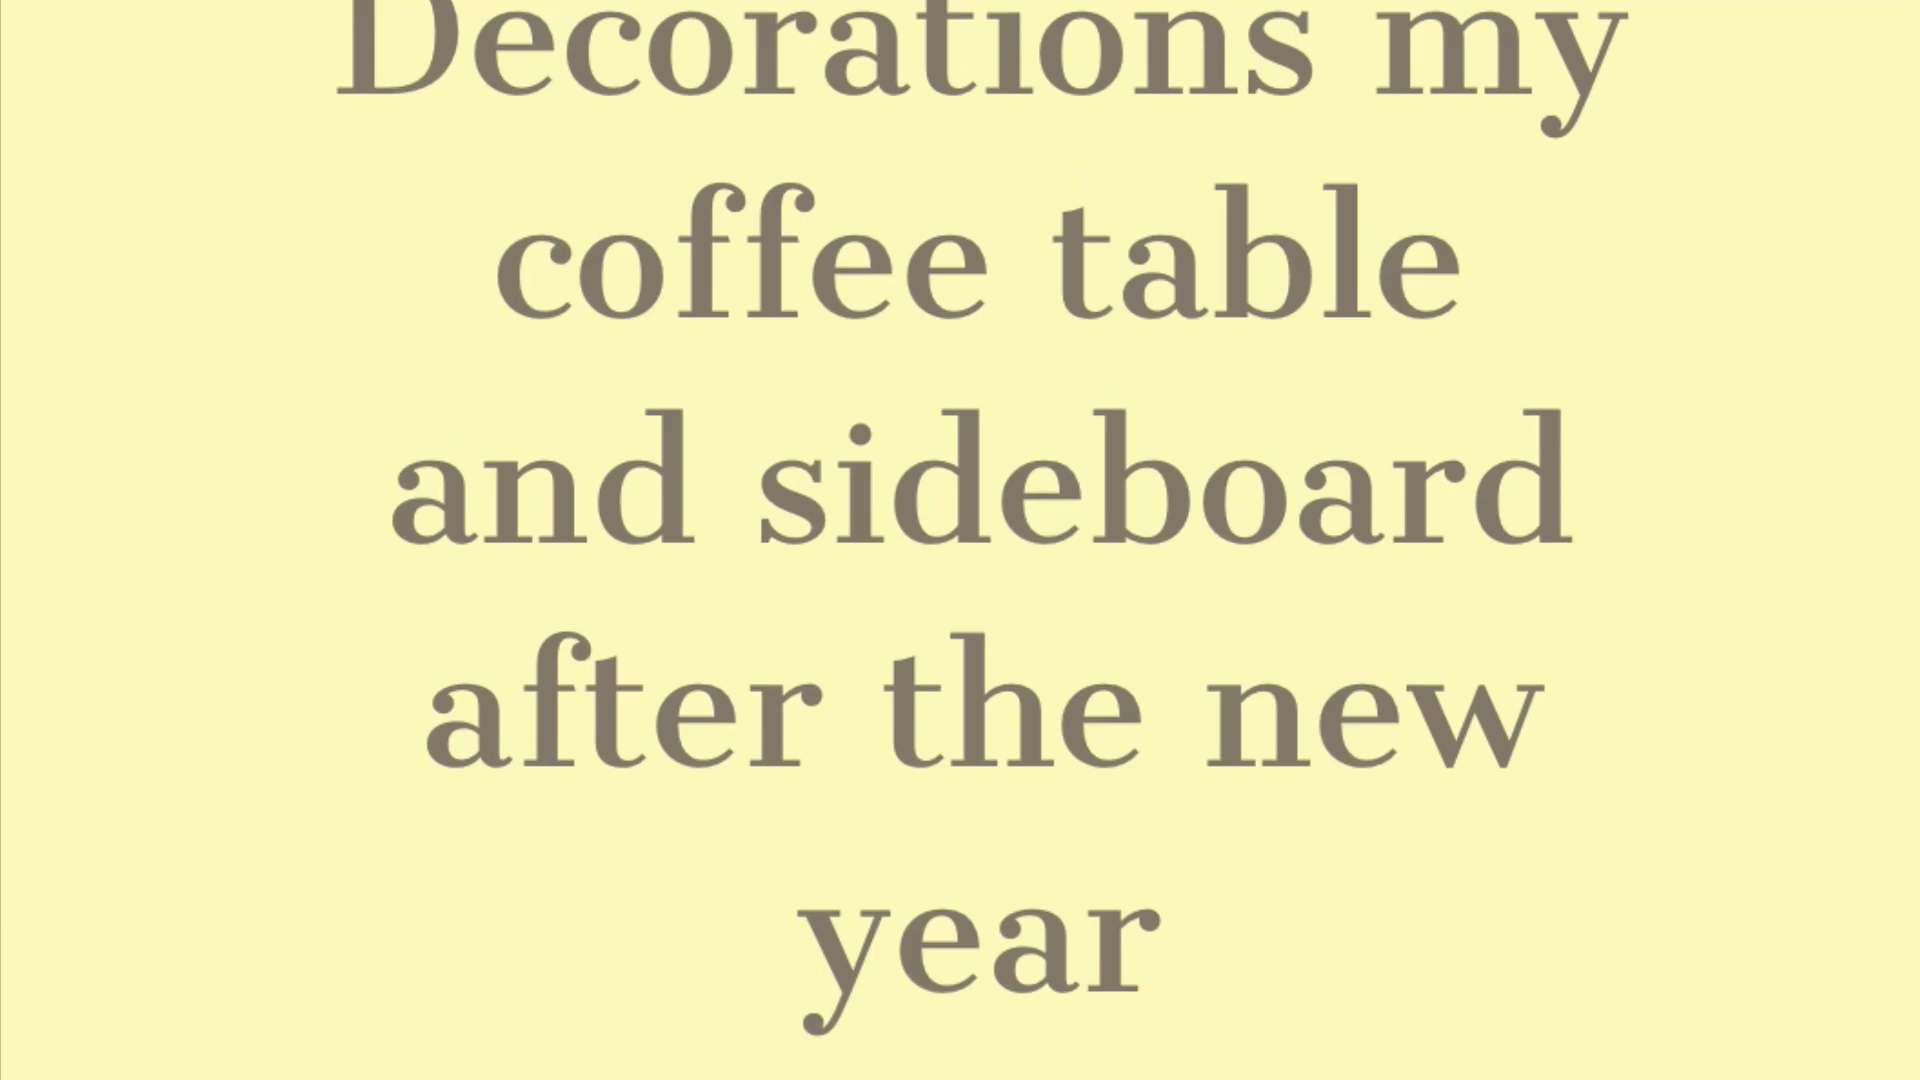 Decorations my
coffee table
and sideboard
after the new
year